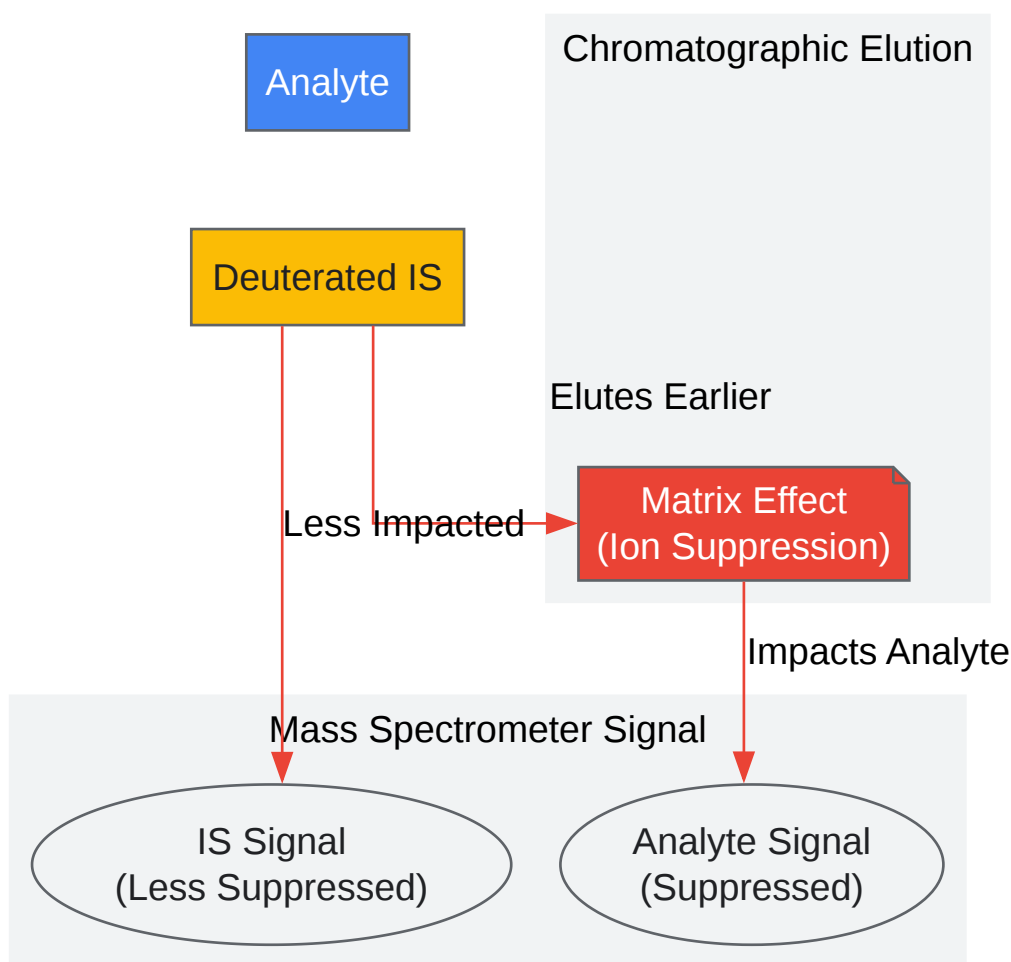 Analyte
Chromatographic Elution
Deuterated IS
Elutes Earlier
Less Impacted
Matrix Effect
(Ion Suppression)
Impacts Analyte
Mass Spectrometer Signal
IS Signal
(Less Suppressed)
Analyte Signal
(Suppressed)